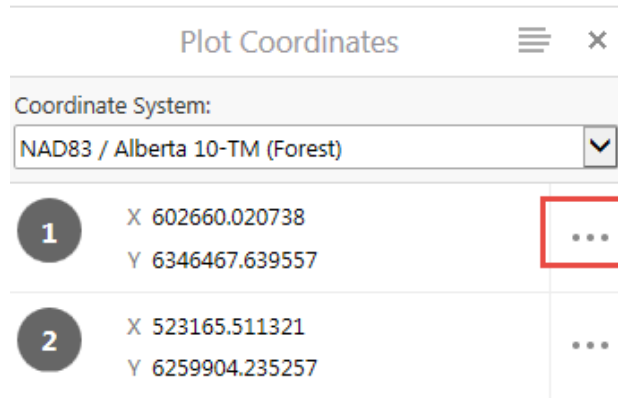 Plot Coordinates
Coordinate System:
NAD83 / Alberta 10-TM (Forest)
1
X 602660.020738
Y 6346467.639557
2
X 523165.511321
Y 6259904.235257